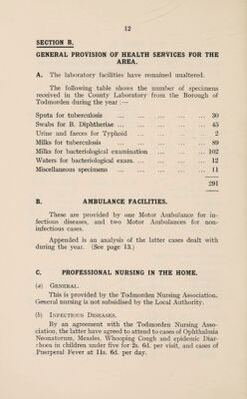 12
SECTION B.
GENERAL PROVISION OF HEALTH SERVICES FOR THE
AREA.
A. The laboratory facilities have remained unaltered.
The following table shows the number of specimens
received in the County Laboratory from the Borough of
Todmorden during the year :—
Sputa for tuberculosis ... ... ... ... 30
Swabs for B. Diphtheriae ... ... ... ... 45
Urine and faeces for Typhoid ... ... ... 2
Milks for tuberculosis ... ... ... ... 89
Milks for bacteriological examination ... ... ... 102
Waters for bacteriological exam. ... ... ... 12
Miscellaneous specimens ... ... ... ... 11
291
B. AMBULANCE FACILITIES.
These are provided by one Motor Ambulance for in-
fectious diseases, and two Motor Ambulances for non-
infectious cases.
Appended is an analysis of the latter cases dealt with
during the year. (See page 13.)
C. PROFESSIONAL NURSING IN THE HOME.
(a) GENERAL.
This is provided by the Todmorden Nursing Association.
General nursing is not subsidised by the Local Authority.
(b) INFECTIOUS DISEASES.
By an agreement with the Todmorden Nursing Asso-
ciation, the latter have agreed to attend to cases of Ophthalmia
Neonatorum, Measles, Whooping Cough and epidemic Diar-
rhoea in children under five for 2s. 6d. per visit, and cases of
Puerperal Fever at 11s. 6d. per day.